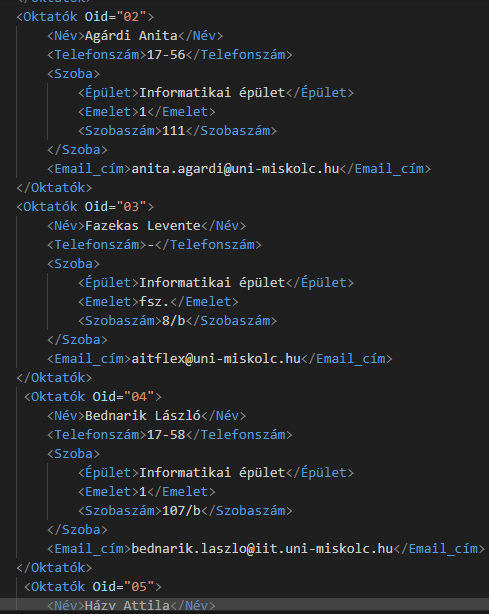 </Oktatók>
<Oktatók Oid="02">
<Név>Agárdi Anita</Név>
<Telefonszám>17-56</Telefonszám>
<Szoba>
<Épület>Informatikai épület</Épület>
<Emelet>1</Emelet>
<Szobaszám>111</Szobaszám>
</Szoba>
<Email_cím>anita.agardi@uni-miskolc.hu</Email_cím>
</Oktatók>
<Oktatók Oid="03">
<Név>Fazekas Levente</Név>
<Telefonszám>-</Telefonszám>
<Szoba>
<Épület>Informatikai épület</Épület>
<Emelet>fsz.</Emelet>
<Szobaszám>8/b</Szobaszám>
</Szoba>
<Email_cím>aitflex@uni-miskolc.hu</Email_cím>
</Oktatók>
<Oktatók Oid="04">
<Név>Bednarik László</Név>
<Telefonszám>17-58</Telefonszám>
<Szoba>
<Épület>Informatikai épület</Épület>
<Emelet>1</Emelet>
<Szobaszám>107/b</Szobaszám>
</Szoba>
<Email_cím>bednarik.laszlo@iit.uni-miskolc.hu</Email_cím>
</Oktatók>
<Oktatók Oid="05">
<Név>Házy Attila</Név>